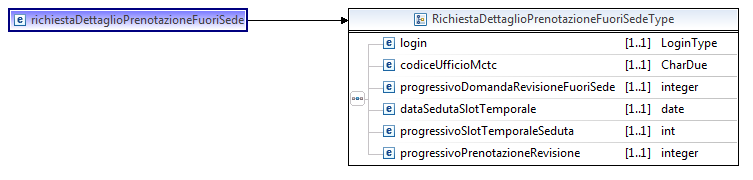 richiestaDettaglioPrenotazioneFuoriSede
RichiestaDettaglioPrenotazioneFuoriSedeType
login [1..1] LoginType
codiceUfficioMctc [1..1] CharDue
progressivoDomandaRevisioneFuoriSede [1..1] integer
dataSedutaSlotTemporale [1..1] date
progressivoSlotTemporaleSeduta [1..1] int
progressivoPrenotazioneRevisione [1..1] integer